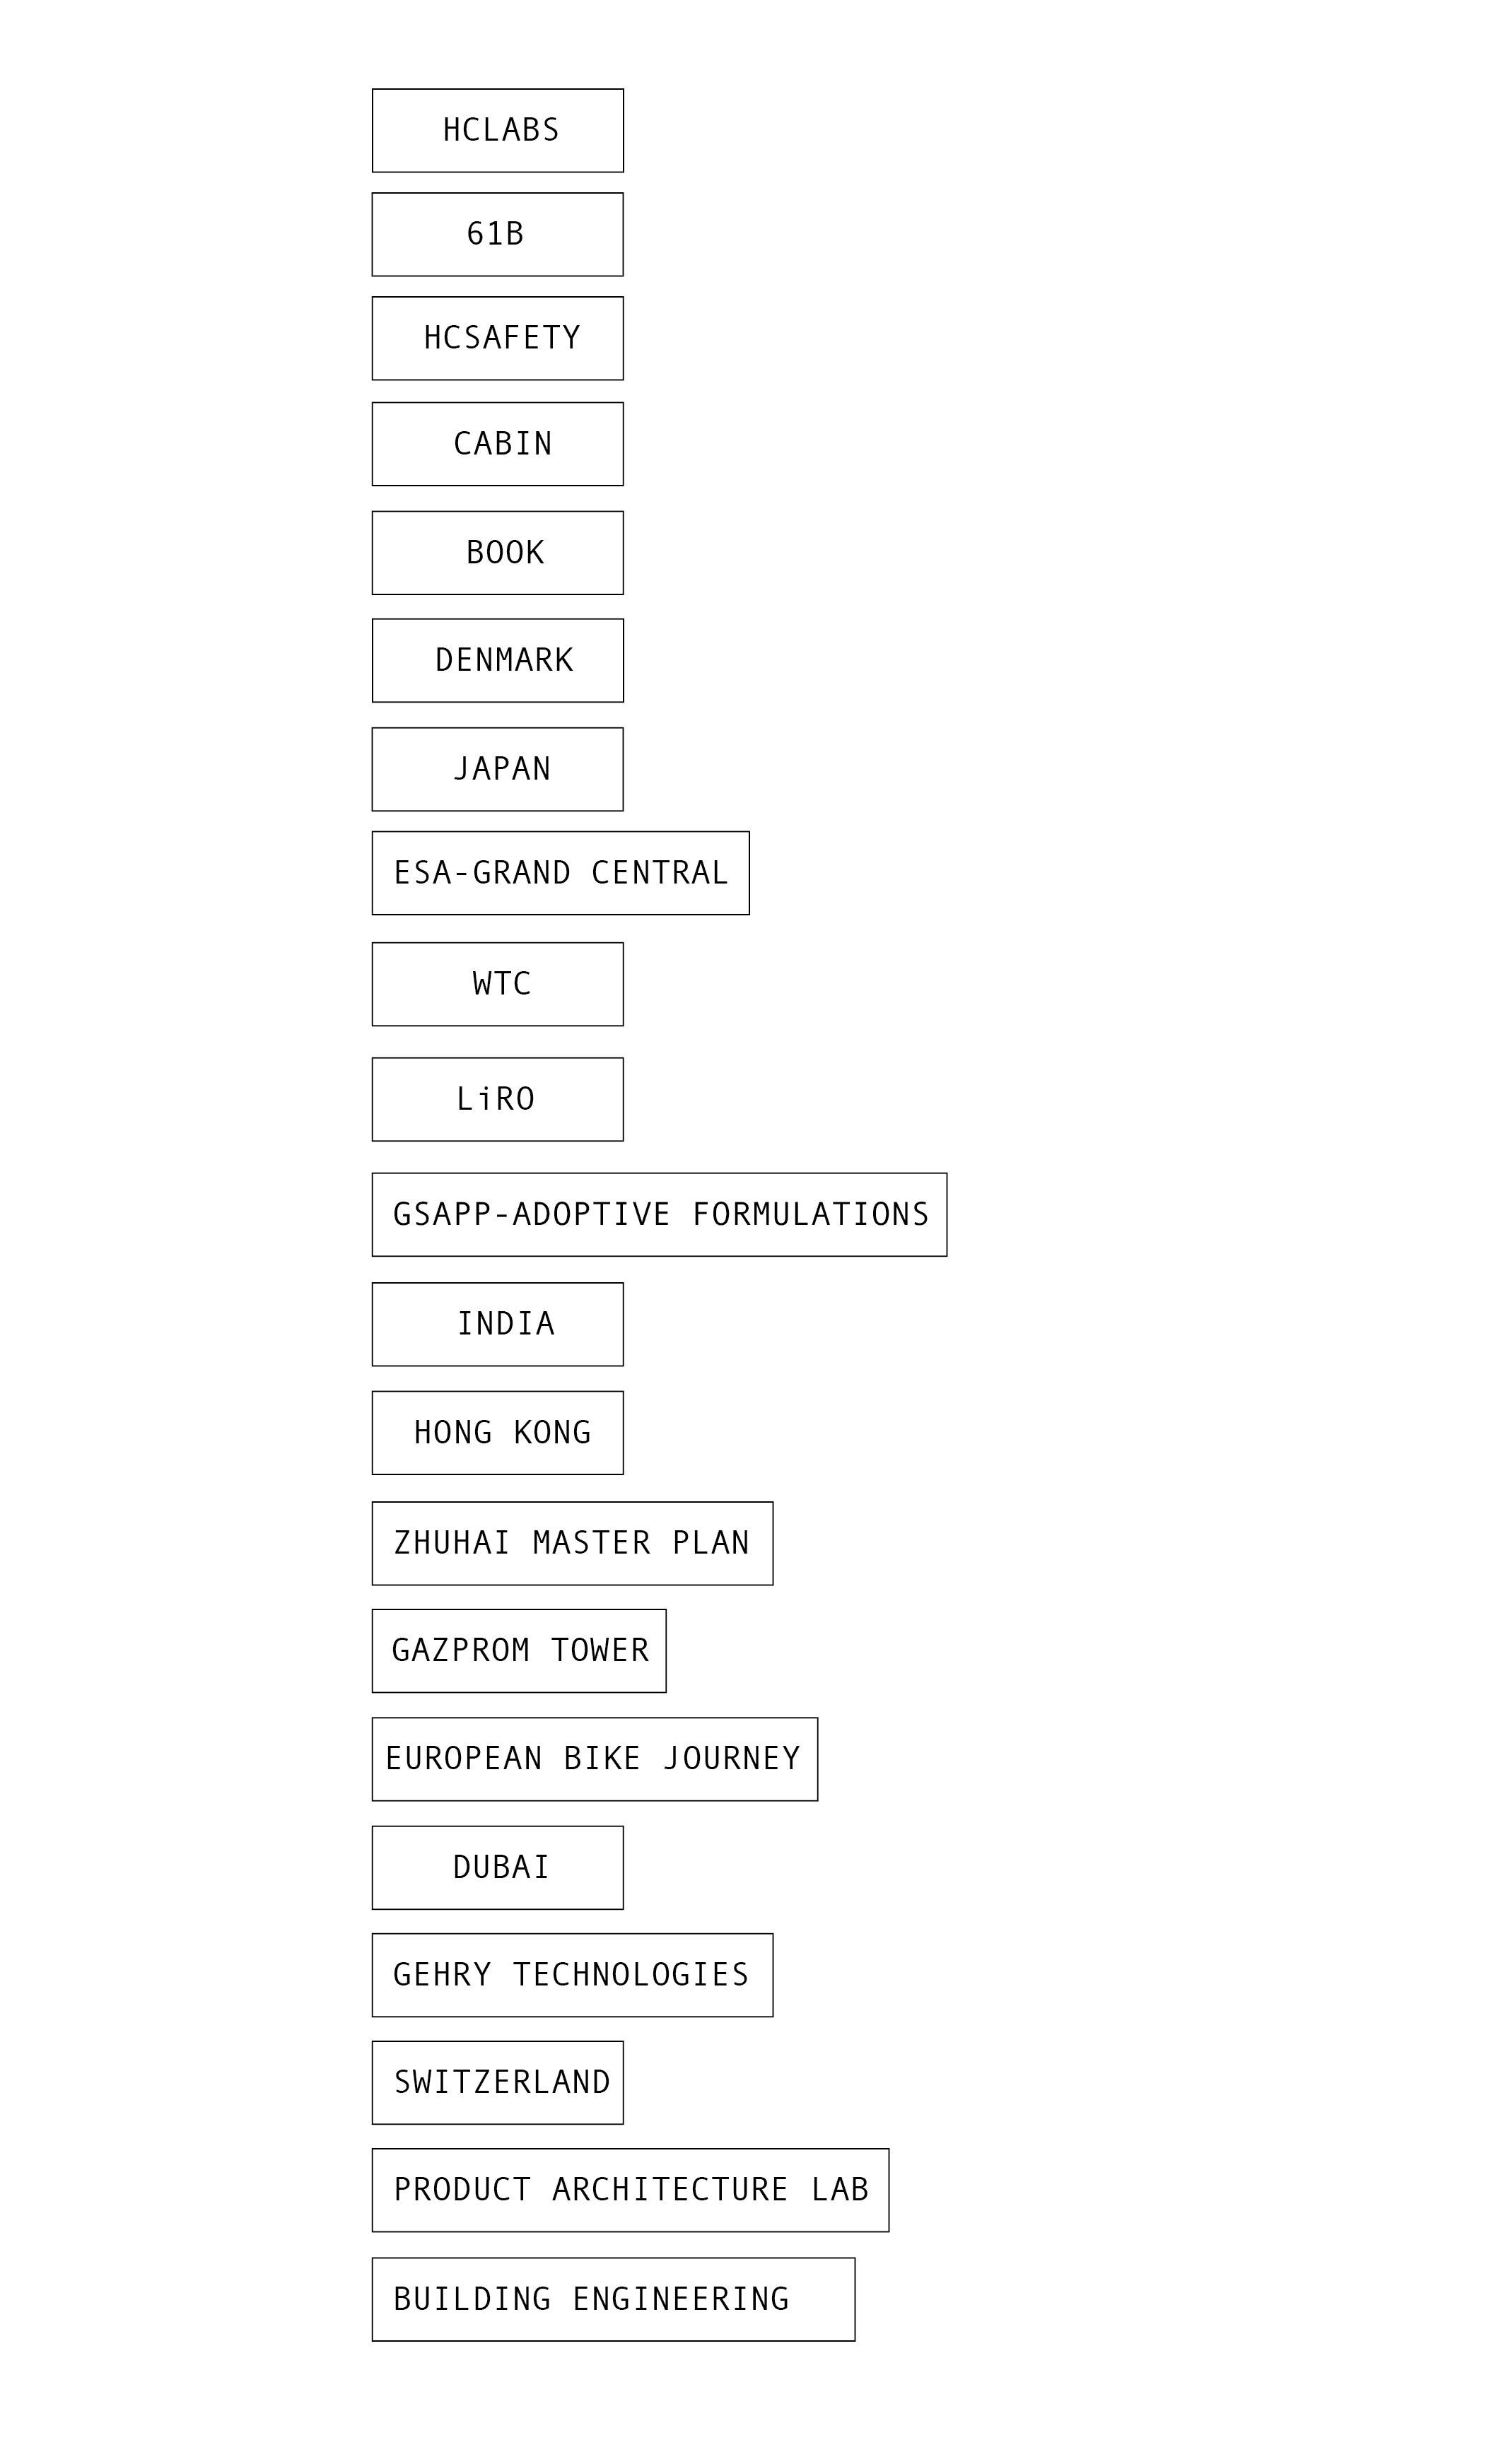 HCLABS
61B
HCSAFETY
CABIN
BOOK
DENMARK
JAPAN
ESA-GRAND CENTRAL
WTC
LiRO
GSAPP-ADOPTIVE FORMULATIONS
INDIA
HONG KONG
ZHUHAI MASTER PLAN
GAZPROM TOWER
EUROPEAN BIKE JOURNEY
DUBAI
GEHRY TECHNOLOGIES
SWITZERLAND
PRODUCT ARCHITECTURE LAB
BUILDING ENGINEERING